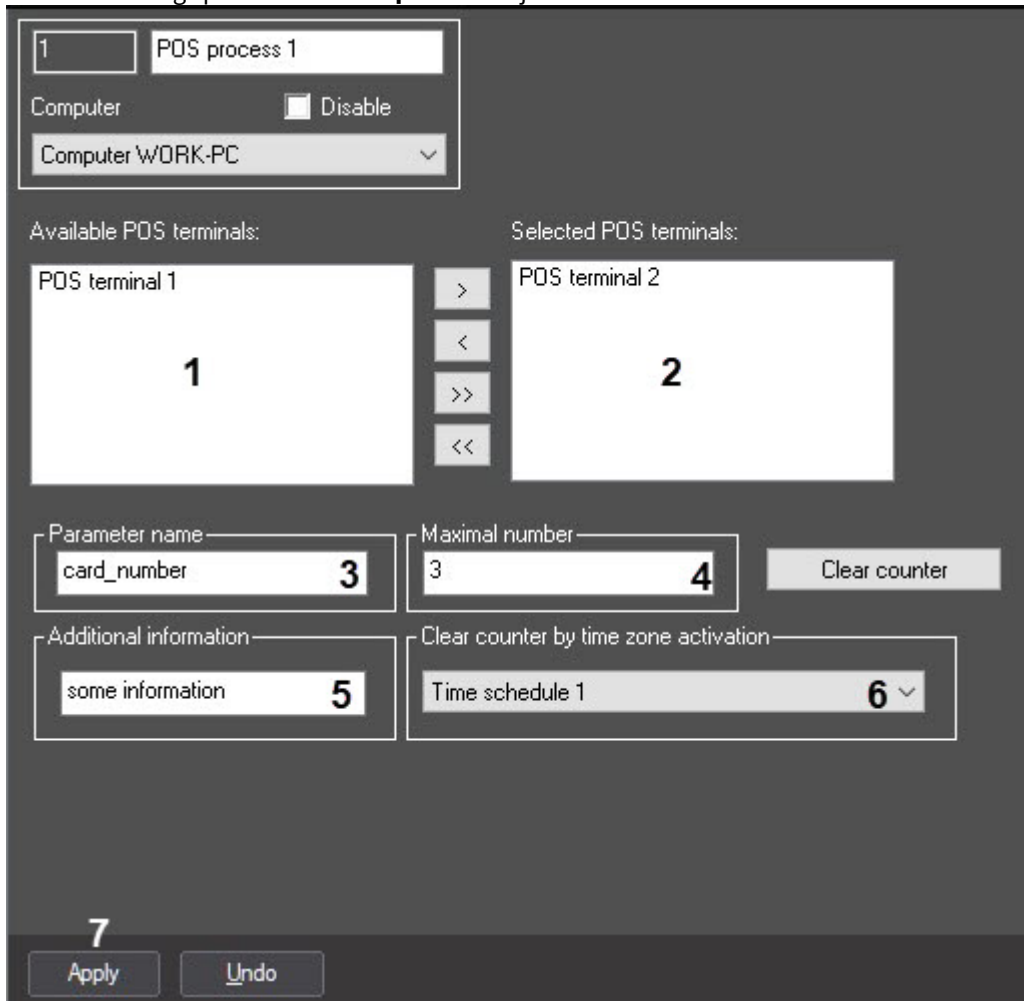 1 POS process 1
Computer Disable
Computer WORK-PC
Available POS terminals: Selected POS terminals:
POS terminal 1 > POS terminal 2
<
1 2
>>
<<
Parameter name Maximal number
card_number 3 3 4 Clear counter
Additional information Clear counter by time zone activation
some information 5 Time schedule 1 6
7
Apply Undo